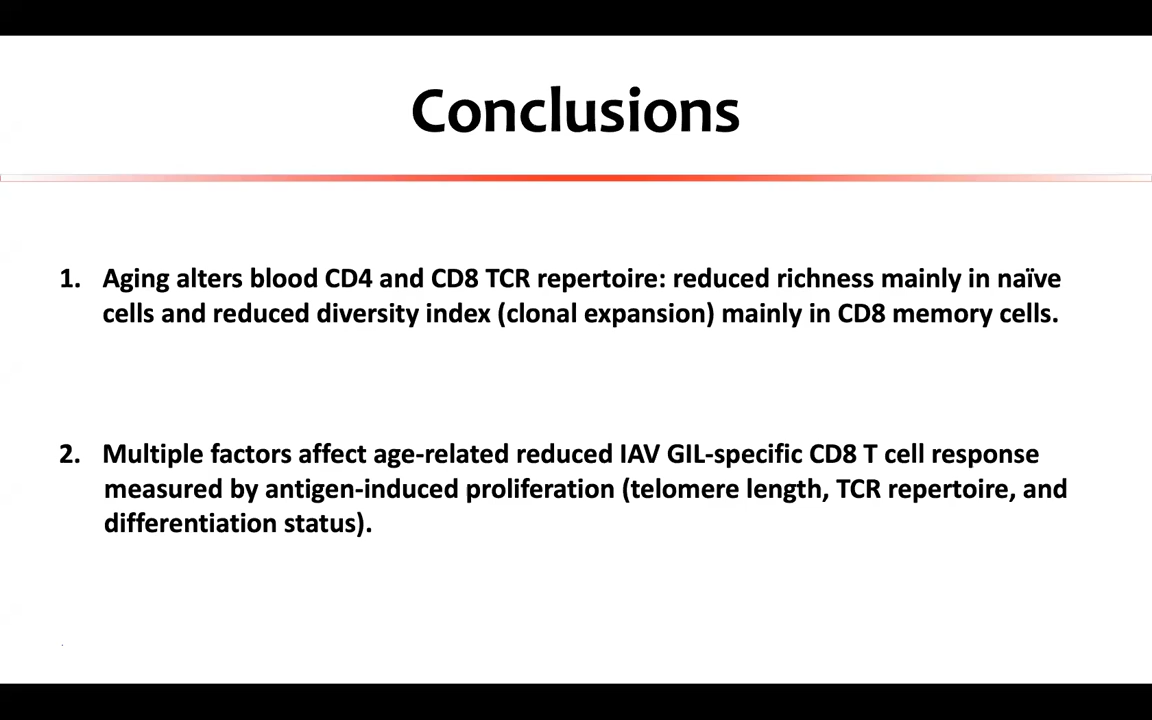 Conclusions
1. Aging alters blood CD4 and CD8 TCR repertoire: reduced richness mainly in naïve
cells and reduced diversity index (clonal expansion) mainly in CD8 memory cells.
2. Multiple factors affect age-related reduced IAV GIL-specific CD8 T cell response
measured by antigen-induced proliferation (telomere length, TCR repertoire, and
differentiation status).